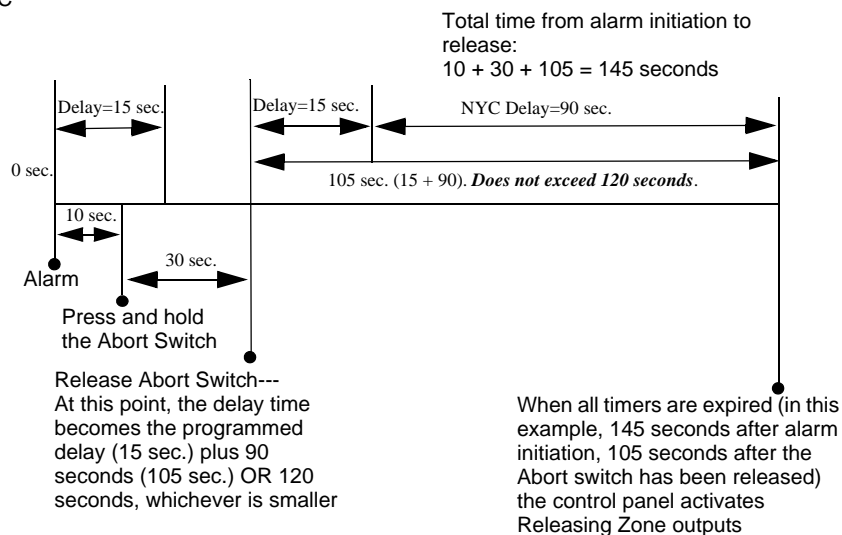 C
Total time from alarm initiation to
release:
10 + 30 + 105 = 145 seconds
Delay=15 sec.
Delay=15 sec.
NYC Delay=90 sec.
0 sec.
105 sec. (15 + 90). Does not exceed 120 seconds.
10 sec.
30 sec.
Alarm
Press and hold
the Abort Switch
Release Abort Switch---
At this point, the delay time
becomes the programmed
delay (15 sec.) plus 90
seconds (105 sec.) OR 120
seconds, whichever is smaller
When all timers are expired (in this
example, 145 seconds after alarm
initiation, 105 seconds after the
Abort switch has been released)
the control panel activates
Releasing Zone outputs